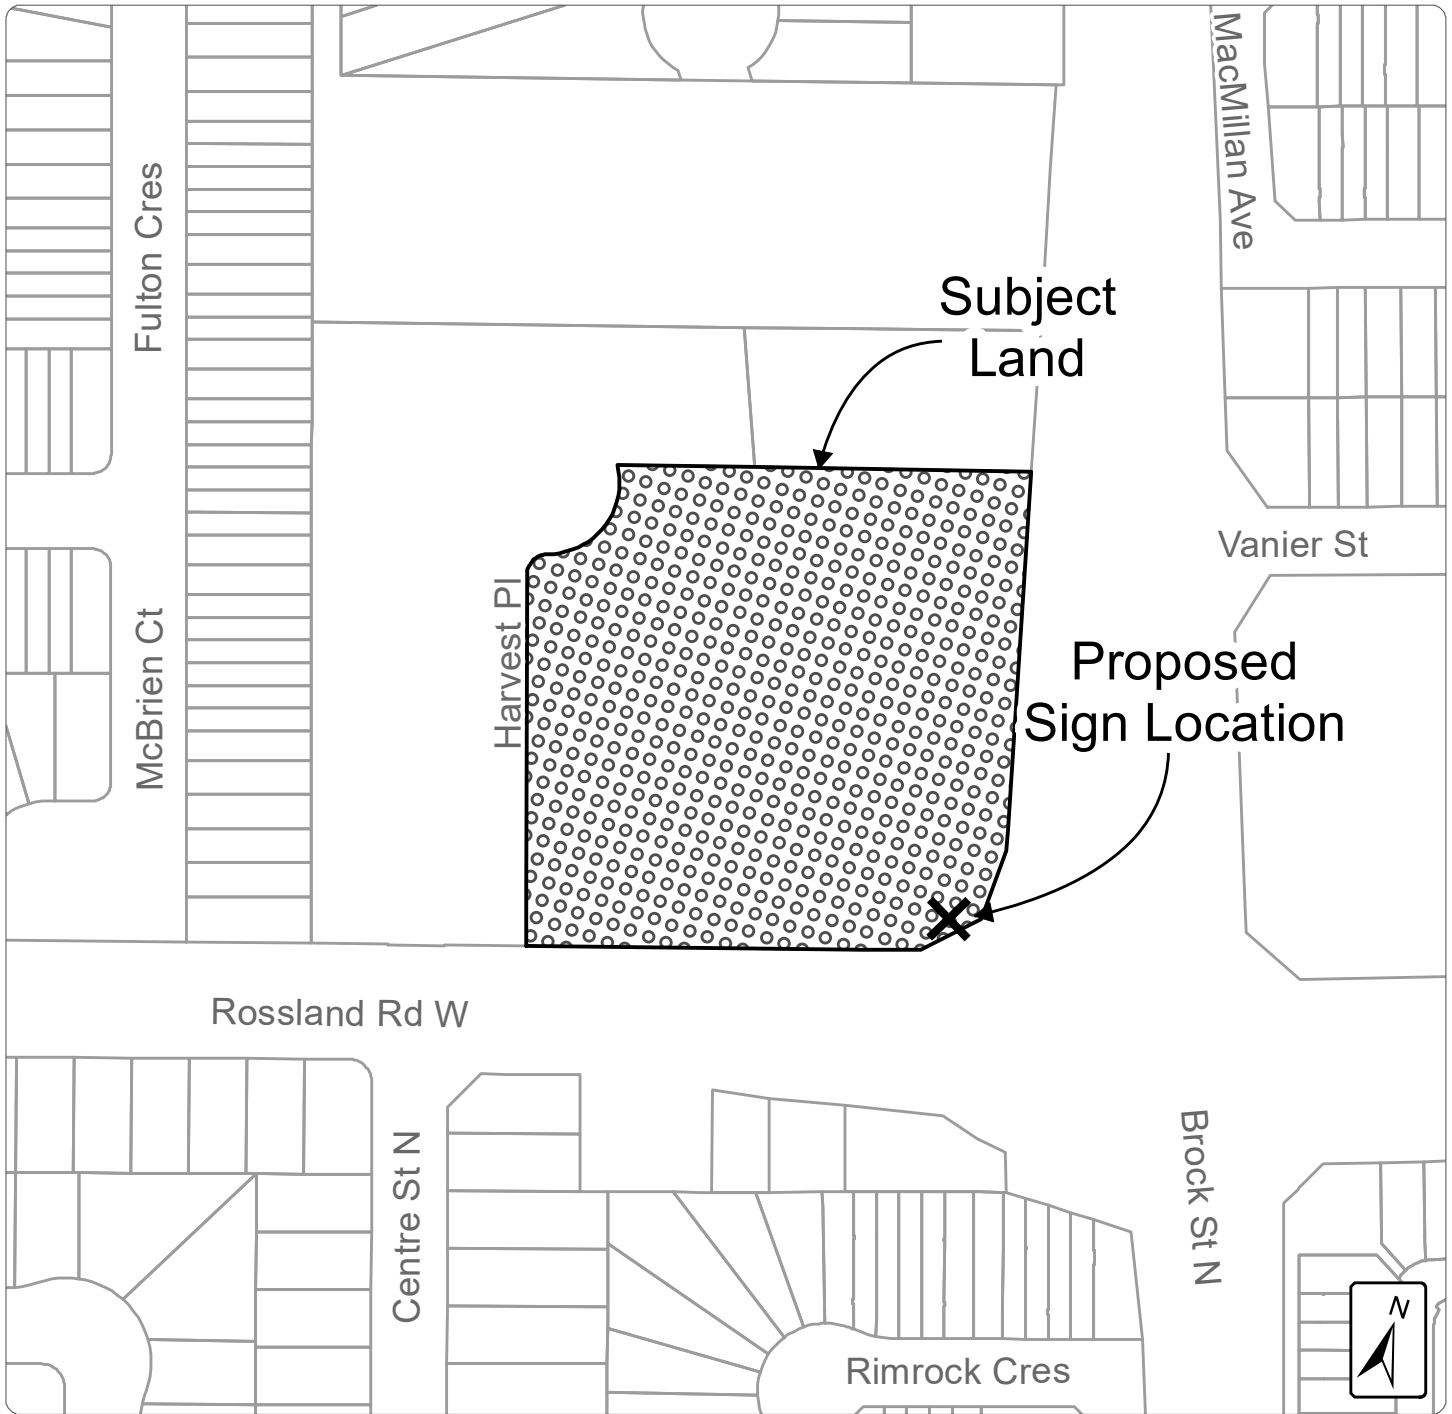 MacMillan Ave
Fulton Cres
Subject
Land
Vanier St
Harvest Pl
McBrien Ct
Proposed
Sign Location
Rossland Rd W
Centre St N
Brock St N
N
Rimrock Cres